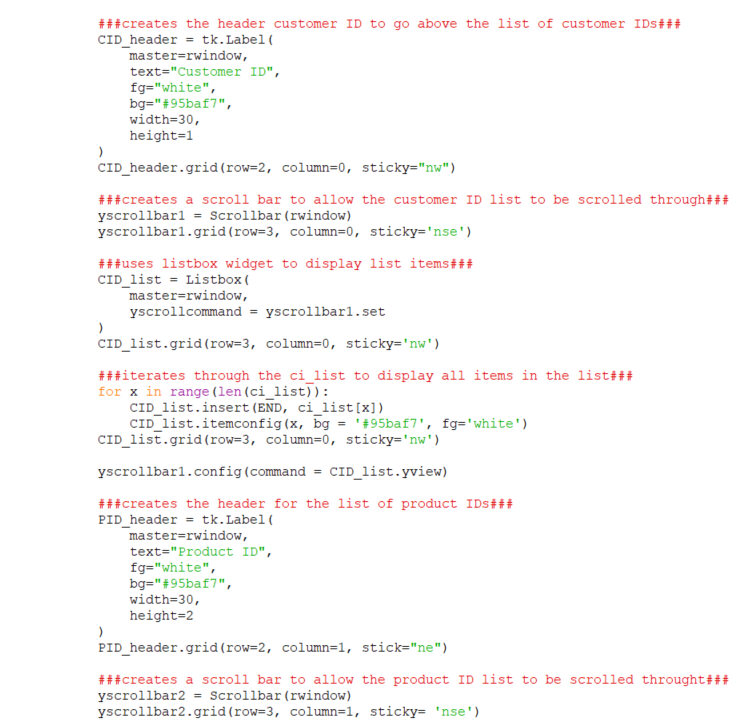 ###creates the header customer ID to go above the list of customer IDs###
CID_header = tk.Label(
    master=rwindow,
    text="Customer ID",
    fg="white",
    bg="#95baf7",
    width=30,
    height=1
)
CID_header.grid(row=2, column=0, sticky="nw")

###creates a scroll bar to allow the customer ID list to be scrolled through###
yscrollbar1 = Scrollbar(rwindow)
yscrollbar1.grid(row=3, column=0, sticky='nse')

###uses listbox widget to display list items###
CID_list = Listbox(
    master=rwindow,
    yscrollcommand = yscrollbar1.set
)
CID_list.grid(row=3, column=0, sticky='nw')

###iterates through the ci_list to display all items in the list###
for x in range(len(ci_list)):
    CID_list.insert(END, ci_list[x])
    CID_list.itemconfig(x, bg = '#95baf7', fg='white')
CID_list.grid(row=3, column=0, sticky='nw')

yscrollbar1.config(command = CID_list.yview)

###creates the header for the list of product IDs###
PID_header = tk.Label(
    master=rwindow,
    text="Product ID",
    fg="white",
    bg="#95baf7",
    width=30,
    height=2
)
PID_header.grid(row=2, column=1, stick="ne")

###creates a scroll bar to allow the product ID list to be scrolled throught###
yscrollbar2 = Scrollbar(rwindow)
yscrollbar2.grid(row=3, column=1, sticky= 'nse')